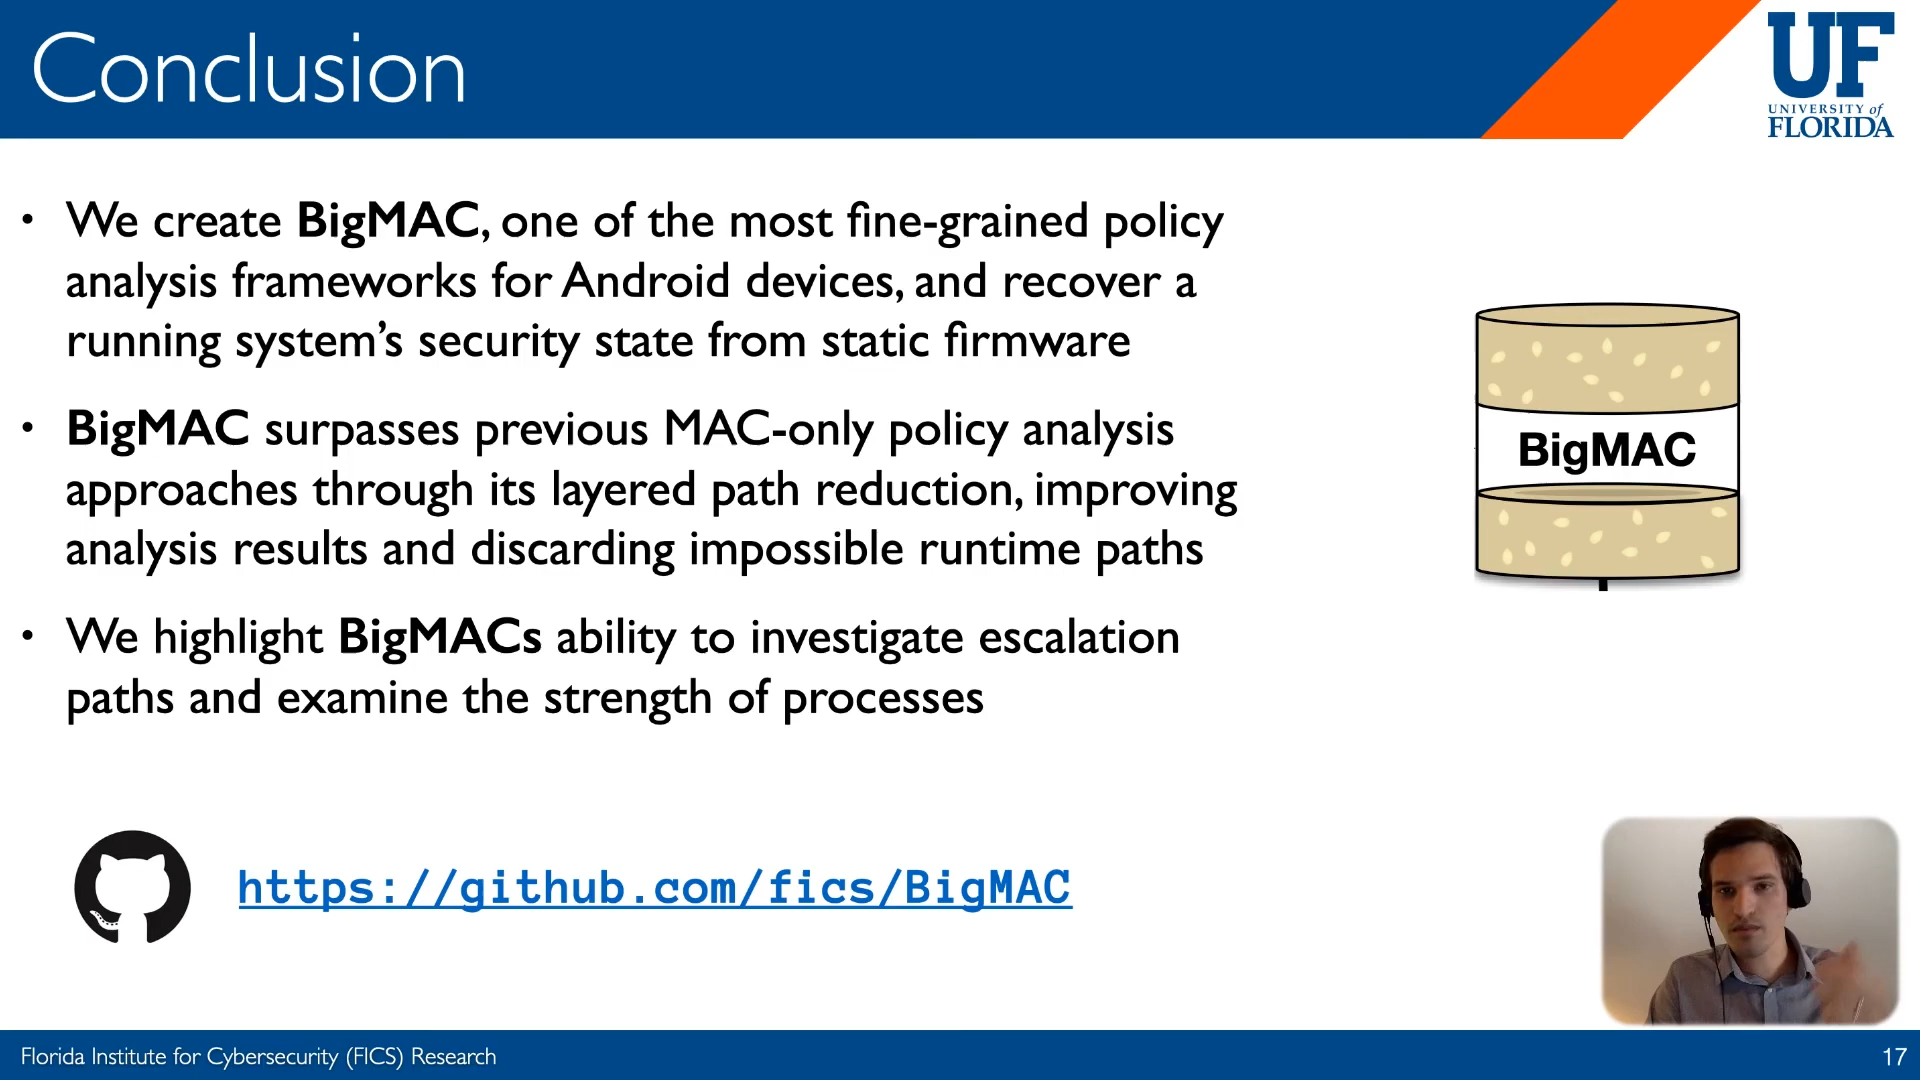 Conclusion
UF
UNIVERSITY of
FLORIDA
• We create BigMAC, one of the most fine-grained policy
analysis frameworks for Android devices, and recover a
running system’s security state from static firmware
• BigMAC surpasses previous MAC-only policy analysis
approaches through its layered path reduction, improving
analysis results and discarding impossible runtime paths
• We highlight BigMACs ability to investigate escalation
paths and examine the strength of processes
BigMAC
https://github.com/fics/BigMAC
Florida Institute for Cybersecurity (FICS) Research
17